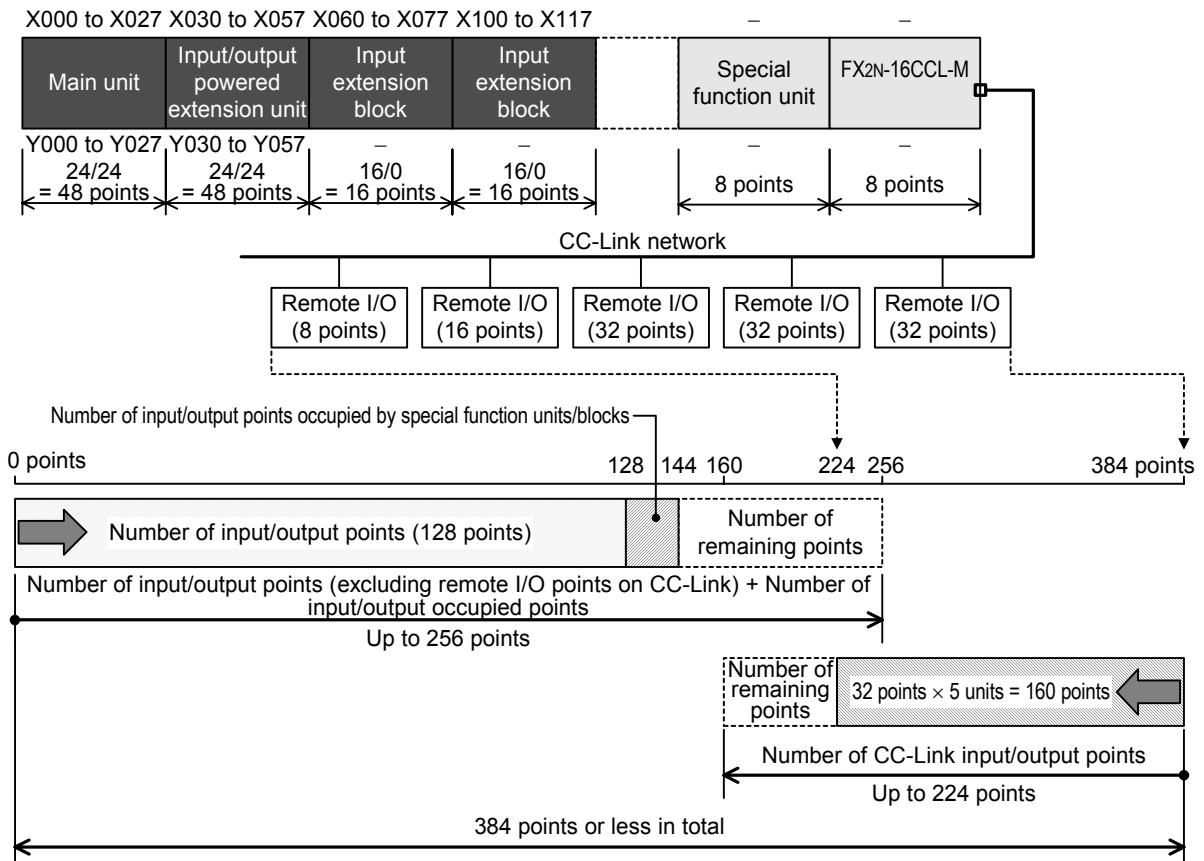 X000 to X027 X030 to X057 X060 to X077 X100 to X117 – –
Main unit
Input/output
powered
extension unit
Input
extension
block
Input
extension
block
Special
function unit
FX2N-16CCL-M
Y000 to Y027 Y030 to Y057 – – – –
24/24
= 48 points
24/24
= 48 points
16/0
= 16 points
16/0
= 16 points
8 points
8 points
CC-Link network
Remote I/O
(8 points)
Remote I/O
(16 points)
Remote I/O
(32 points)
Remote I/O
(32 points)
Remote I/O
(32 points)
Number of input/output points occupied by special function units/blocks
0 points 128 144 160 224 256 384 points
Number of input/output points (128 points)
Number of
remaining points
Number of input/output points (excluding remote I/O points on CC-Link) + Number of
input/output occupied points
Up to 256 points
Number of
remaining
points
32 points × 5 units = 160 points
Number of CC-Link input/output points
Up to 224 points
384 points or less in total